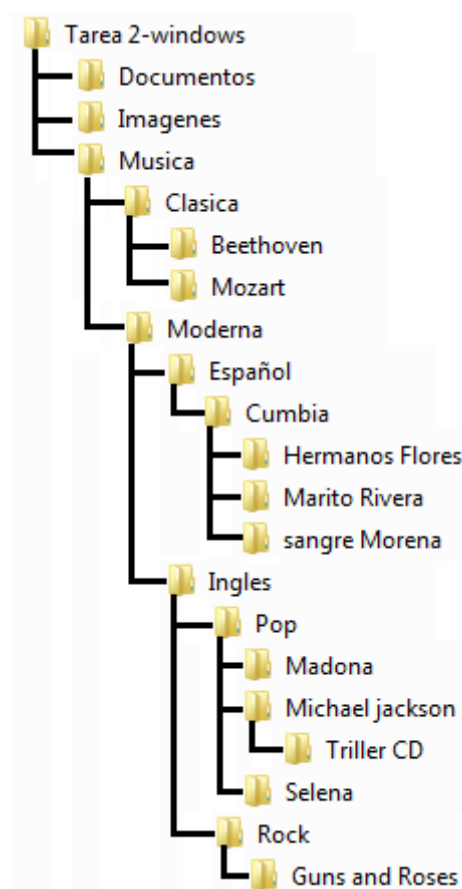 Tarea 2-windows
Documentos
Imagenes
Musica
Clasica
Beethoven
Mozart
Moderna
Español
Cumbia
Hermanos Flores
Marito Rivera
sangre Morena
Ingles
Pop
Madona
Michael jackson
Triller CD
Selena
Rock
Guns and Roses